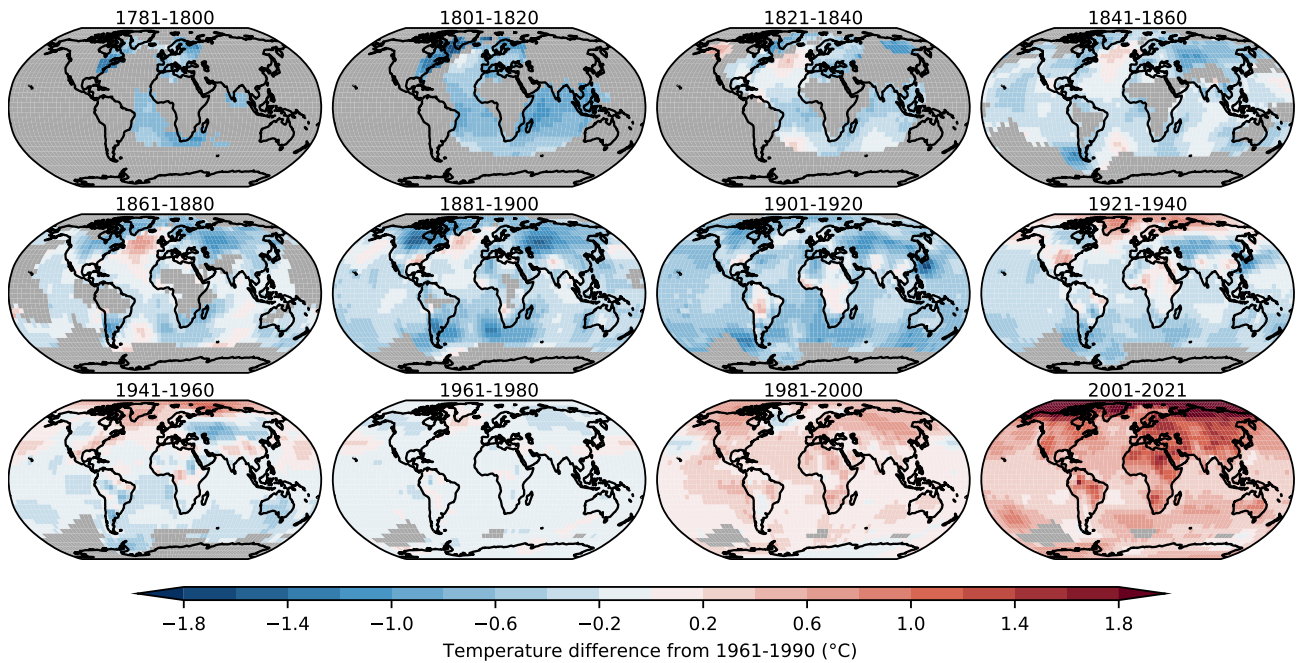 1781-1800 1801-1820 1821-1840 1841-1860
1861-1880 1881-1900 1901-1920 1921-1940
1941-1960 1961-1980 1981-2000 2001-2021
−1.8 −1.4 −1.0 −0.6 −0.2 0.2 0.6 1.0 1.4 1.8
Temperature difference from 1961-1990 (°C)